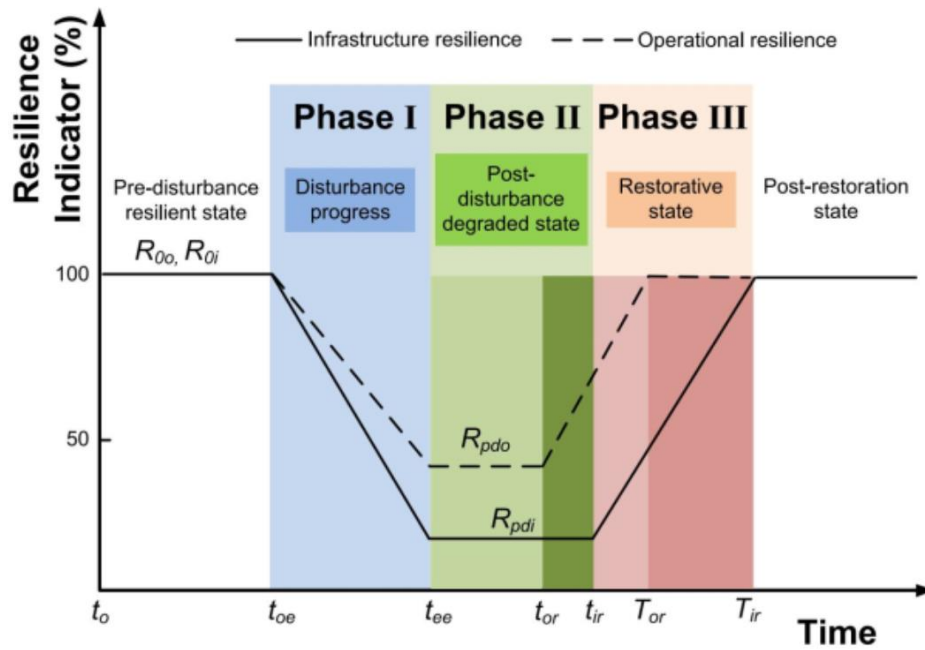 Resilience
Indicator (%)
Infrastructure resilience
Operational resilience
Phase I
Phase II
Phase III
Pre-disturbance
resilient state
Disturbance
progress
Post-
disturbance
degraded state
Restorative
state
Post-restoration
state
R0o, R0i
100
50
Rpdo
Rpdi
to
toe
tee
tor
tir
Tor
Tir
Time